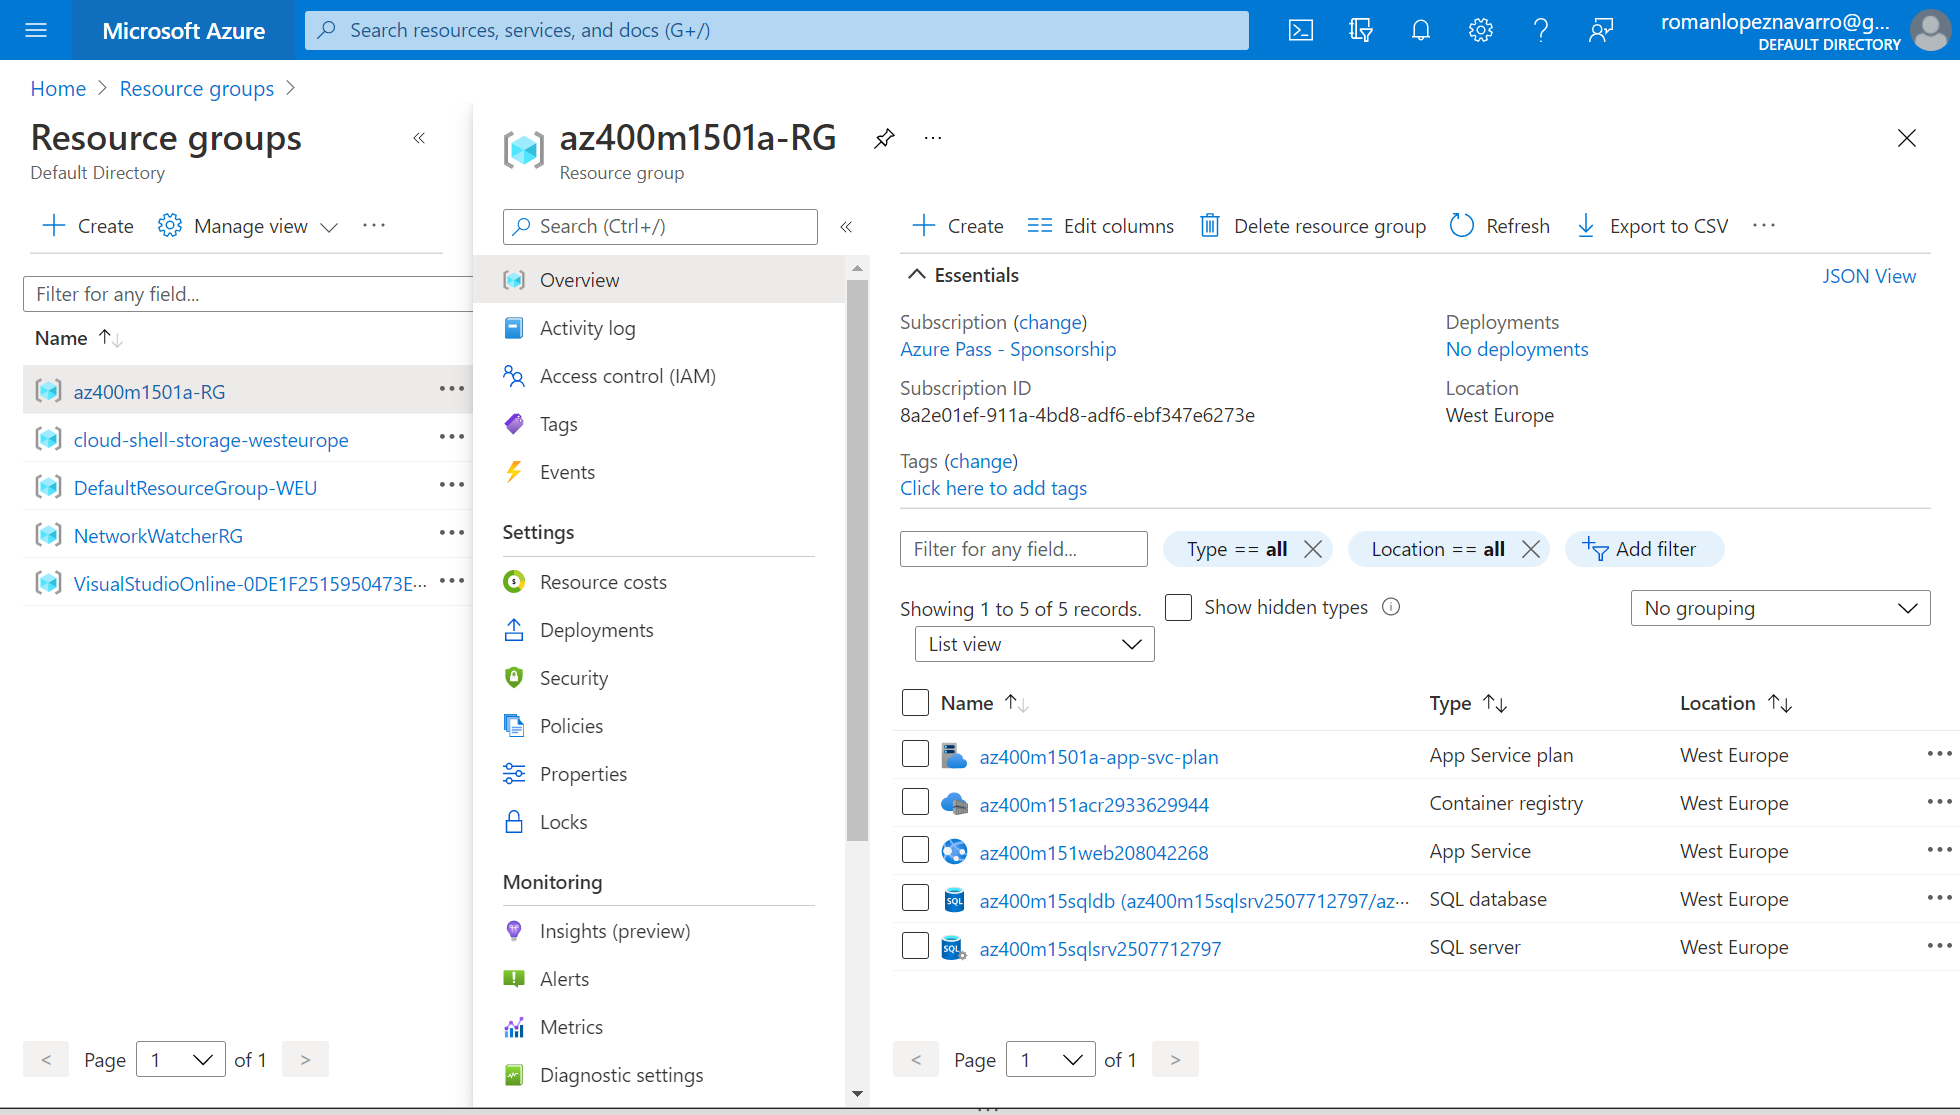 Microsoft Azure
Search resources, services, and docs (G+/)
romanlopeznavarro@g...
DEFAULT DIRECTORY
Home > Resource groups >
Resource groups
Default Directory
Create
Manage view
Filter for any field...
Name
az400m1501a-RG
cloud-shell-storage-westeurope
DefaultResourceGroup-WEU
NetworkWatcherRG
VisualStudioOnline-0DE1F2515950473E...
< Page 1 of 1 >
az400m1501a-RG
Resource group
Search (Ctrl+/)
Overview
Activity log
Access control (IAM)
Tags
Events
Settings
Resource costs
Deployments
Security
Policies
Properties
Locks
Monitoring
Insights (preview)
Alerts
Metrics
Diagnostic settings
Create
Edit columns
Delete resource group
Refresh
Export to CSV
Essentials
JSON View
Subscription (change)
Azure Pass - Sponsorship
Subscription ID
8a2e01ef-911a-4bd8-adf6-ebf347e6273e
Deployments
No deployments
Location
West Europe
Tags (change)
Click here to add tags
Filter for any field...
Type == all
Location == all
Add filter
Showing 1 to 5 of 5 records.
Show hidden types
No grouping
List view
Name Type Location
az400m1501a-app-svc-plan App Service plan West Europe
az400m151acr2933629944 Container registry West Europe
az400m151web208042268 App Service West Europe
az400m15sqldb (az400m15sqlsrv2507712797/az... SQL database West Europe
az400m15sqlsrv2507712797 SQL server West Europe
< Page 1 of 1 >